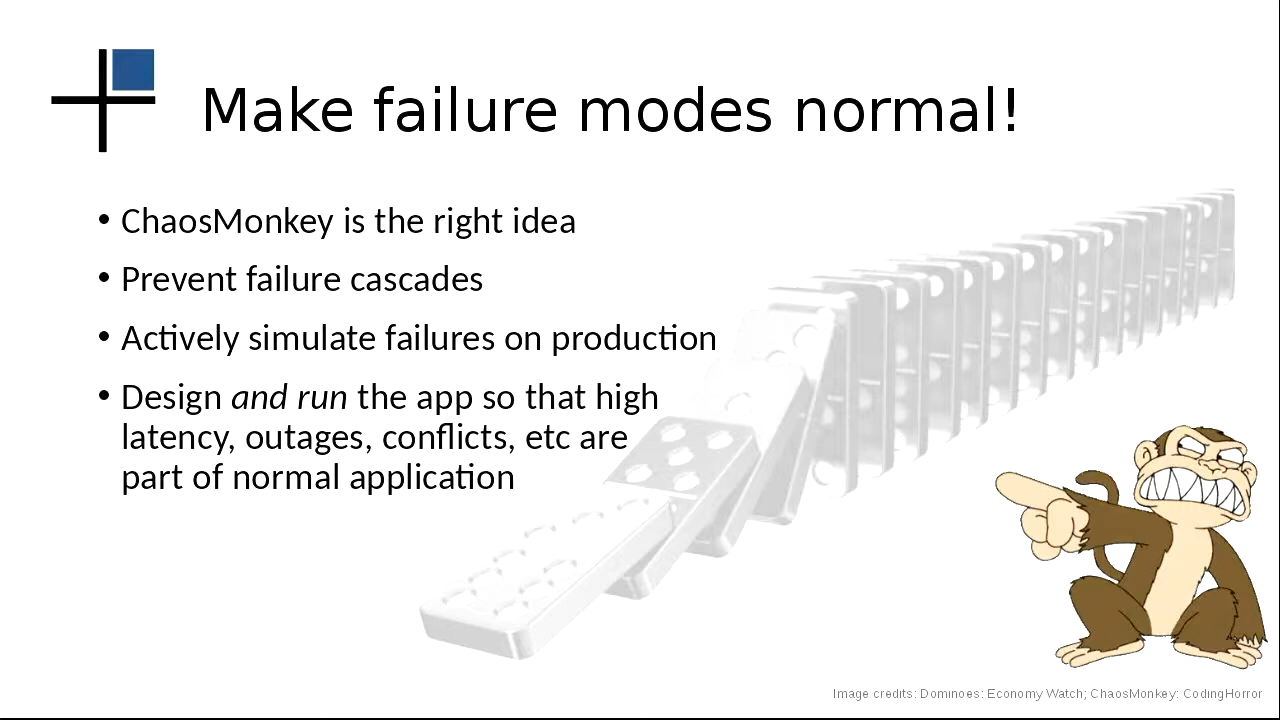 Make failure modes normal!
• ChaosMonkey is the right idea
• Prevent failure cascades
• Actively simulate failures on production
• Design and run the app so that high
latency, outages, conflicts, etc are
part of normal application
Image credits: Dominoes: Economy Watch; ChaosMonkey: CodingHorror